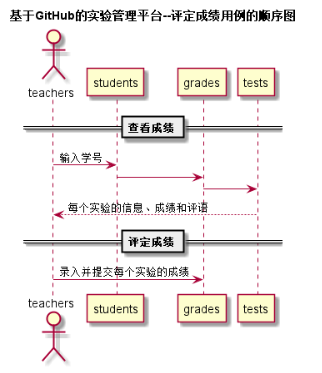 基于GitHub的实验管理平台--评定成绩用例的顺序图
teachers
students
grades
tests
查看成绩
输入学号
每个实验的信息、成绩和评语
评定成绩
录入并提交每个实验的成绩
teachers
students
grades
tests